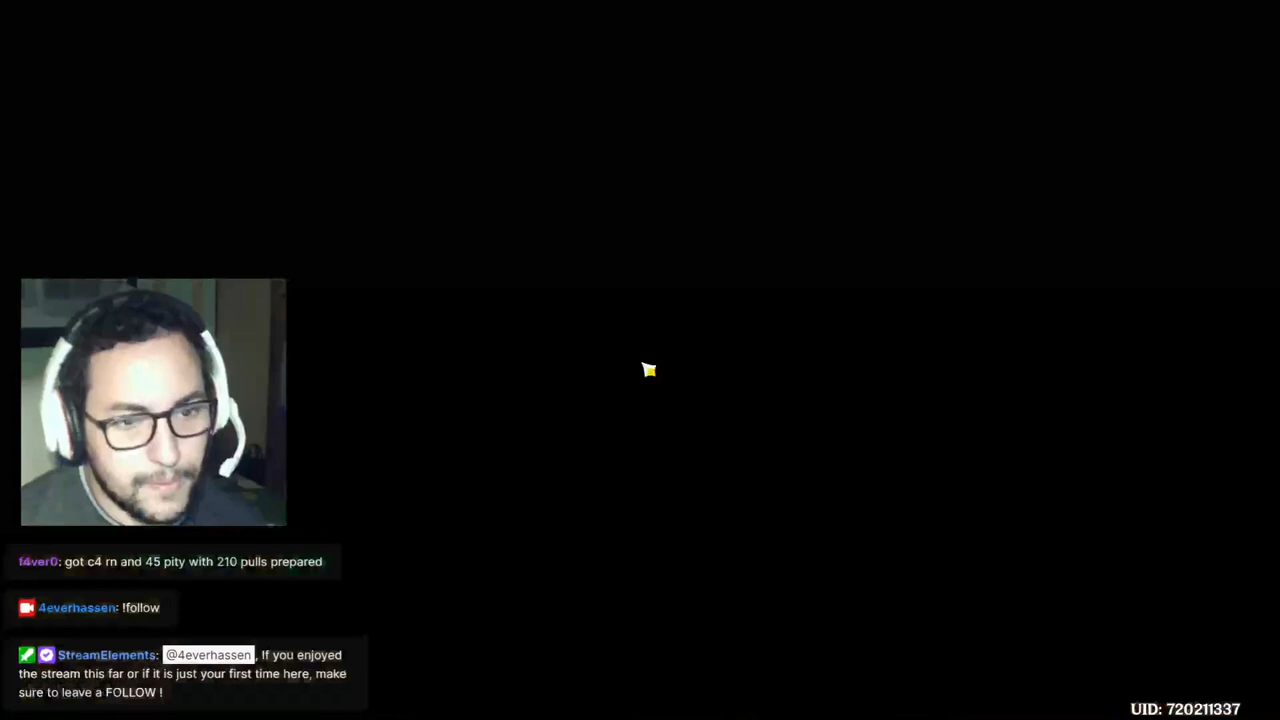 f4ver0: got c4 rn and 45 pity with 210 pulls prepared
4everhassen: !follow
StreamElements: @4everhassen, If you enjoyed
the stream this far or if it is just your first time here, make
sure to leave a FOLLOW !
UID: 720211337